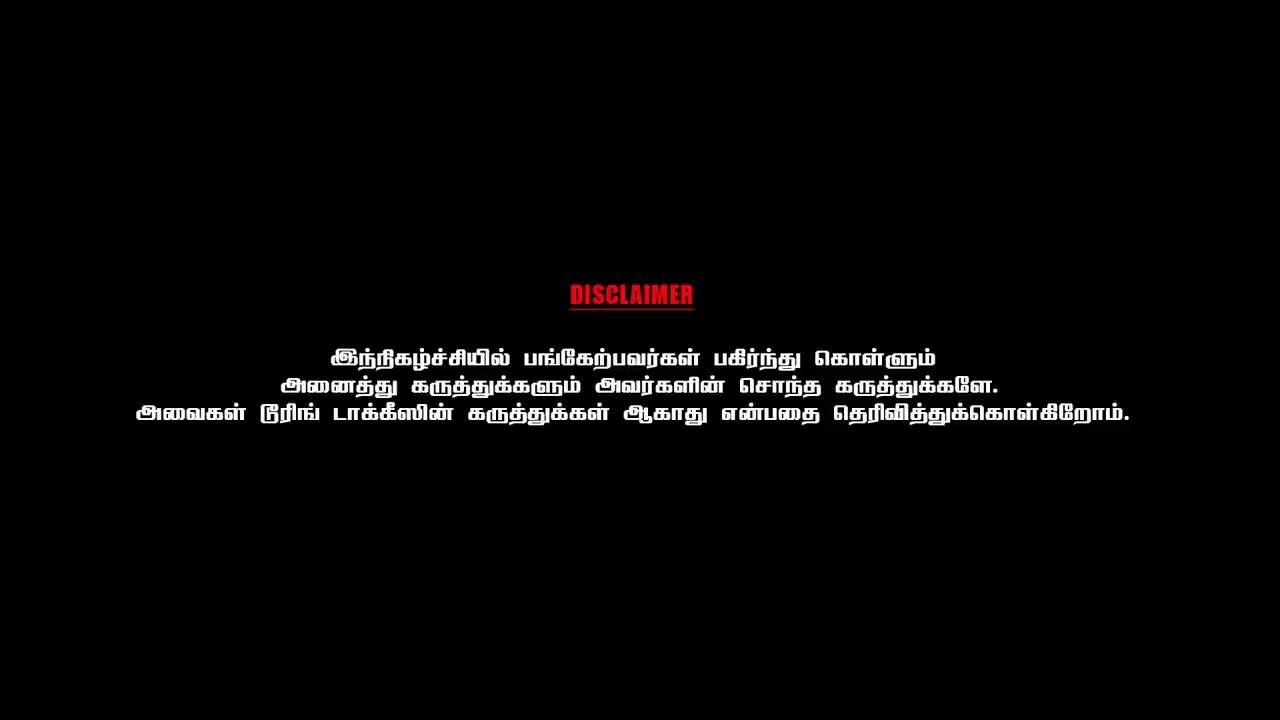 DISCLAIMER
இந்நிகழ்ச்சியில் பங்கேற்பவர்கள் பகிர்ந்து கொள்ளும்
அனைத்து கருத்துக்களும் அவர்களின் சொந்த கருத்துக்களே.
அவைகள் டூரிங் டாக்கீஸின் கருத்துக்கள் ஆகாது என்பதை தெரிவித்துக்கொள்கிறோம்.